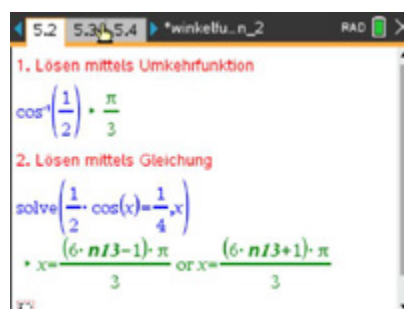 5.2 5.3 5.4 *winkelfu...n_2 RAD
1. Lösen mittels Umkehrfunktion
cos⁻¹(1/2) ▸ π/3
2. Lösen mittels Gleichung
solve(1/2·cos(x)=1/4,x)
▸ x=(6·n13−1)·π/3 or x=(6·n13+1)·π/3